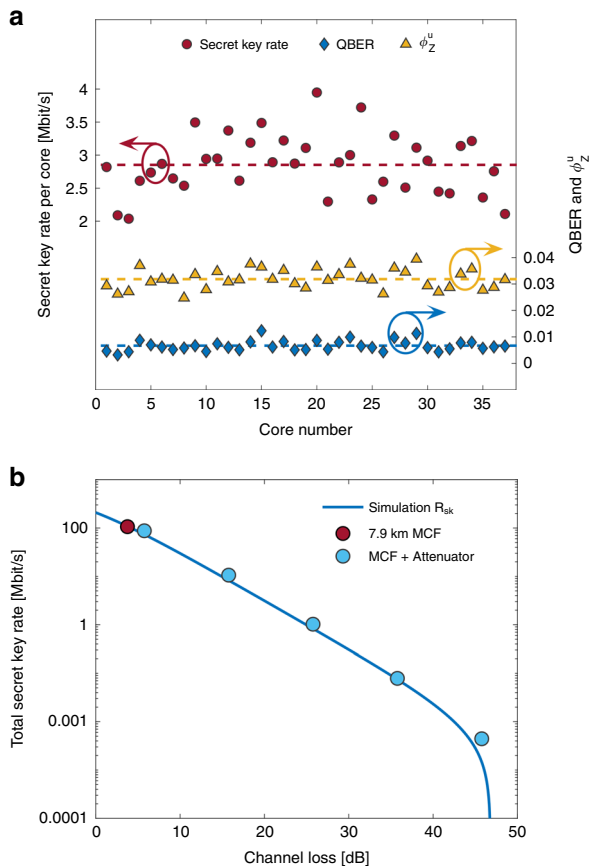 a
Secret key rate QBER ϕ_Z^u
Secret key rate per core [Mbit/s]
4
3.5
3
2.5
2
QBER and ϕ_Z^u
0.04
0.03
0.02
0.01
0
0 5 10 15 20 25 30 35
Core number
b
Simulation R_sk
7.9 km MCF
MCF + Attenuator
Total secret key rate [Mbit/s]
100
1
0.001
0.0001
0 10 20 30 40 50
Channel loss [dB]